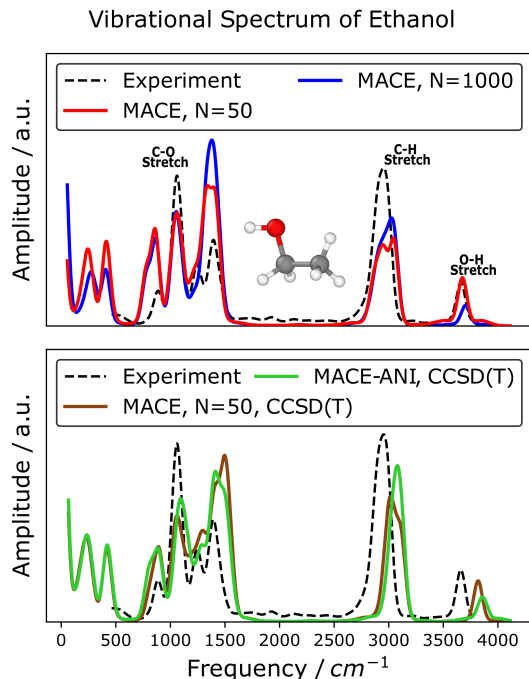 Vibrational Spectrum of Ethanol
Experiment
MACE, N=1000
MACE, N=50
C-O
Stretch
C-H
Stretch
O-H
Stretch
Amplitude / a.u.
Experiment
MACE-ANI, CCSD(T)
MACE, N=50, CCSD(T)
Amplitude / a.u.
0 500 1000 1500 2000 2500 3000 3500 4000
Frequency / cm⁻¹